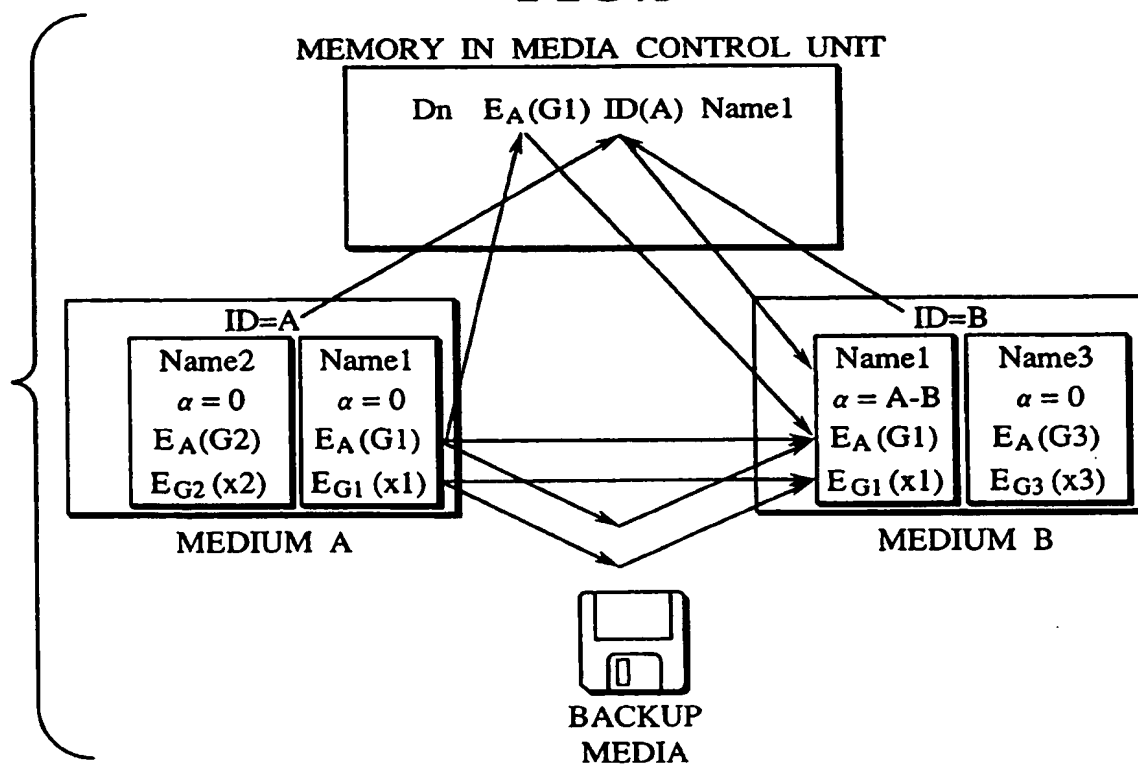 MEMORY IN MEDIA CONTROL UNIT
Dn E_A(G1) ID(A) Name1
ID=A
Name2
α = 0
E_A(G2)
E_G2(x2)
Name1
α = 0
E_A(G1)
E_G1(x1)
MEDIUM A
ID=B
Name1
α = A-B
E_A(G1)
E_G1(x1)
Name3
α = 0
E_A(G3)
E_G3(x3)
MEDIUM B
BACKUP
MEDIA